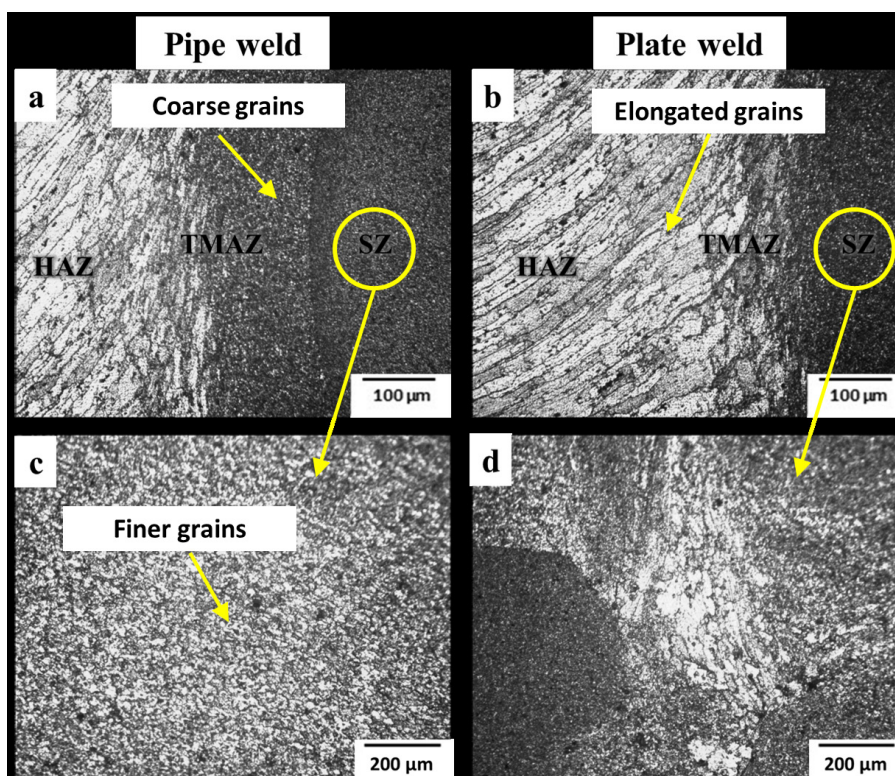 Pipe weld
Plate weld
a
Coarse grains
HAZ
TMAZ
SZ
100 μm
b
Elongated grains
HAZ
TMAZ
SZ
100 μm
c
Finer grains
200 μm
d
200 μm